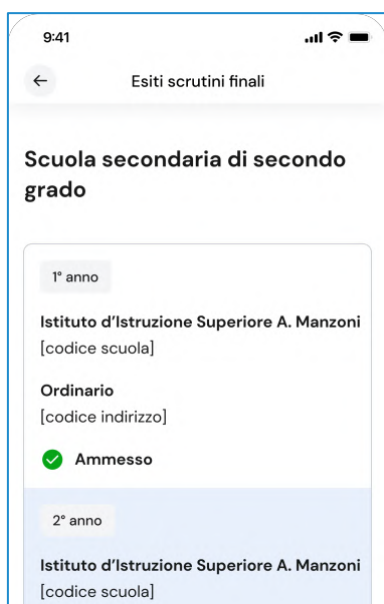 9:41
Esiti scrutini finali
Scuola secondaria di secondo
grado
1° anno
Istituto d'Istruzione Superiore A. Manzoni
[codice scuola]
Ordinario
[codice indirizzo]
Ammesso
2° anno
Istituto d'Istruzione Superiore A. Manzoni
[codice scuola]